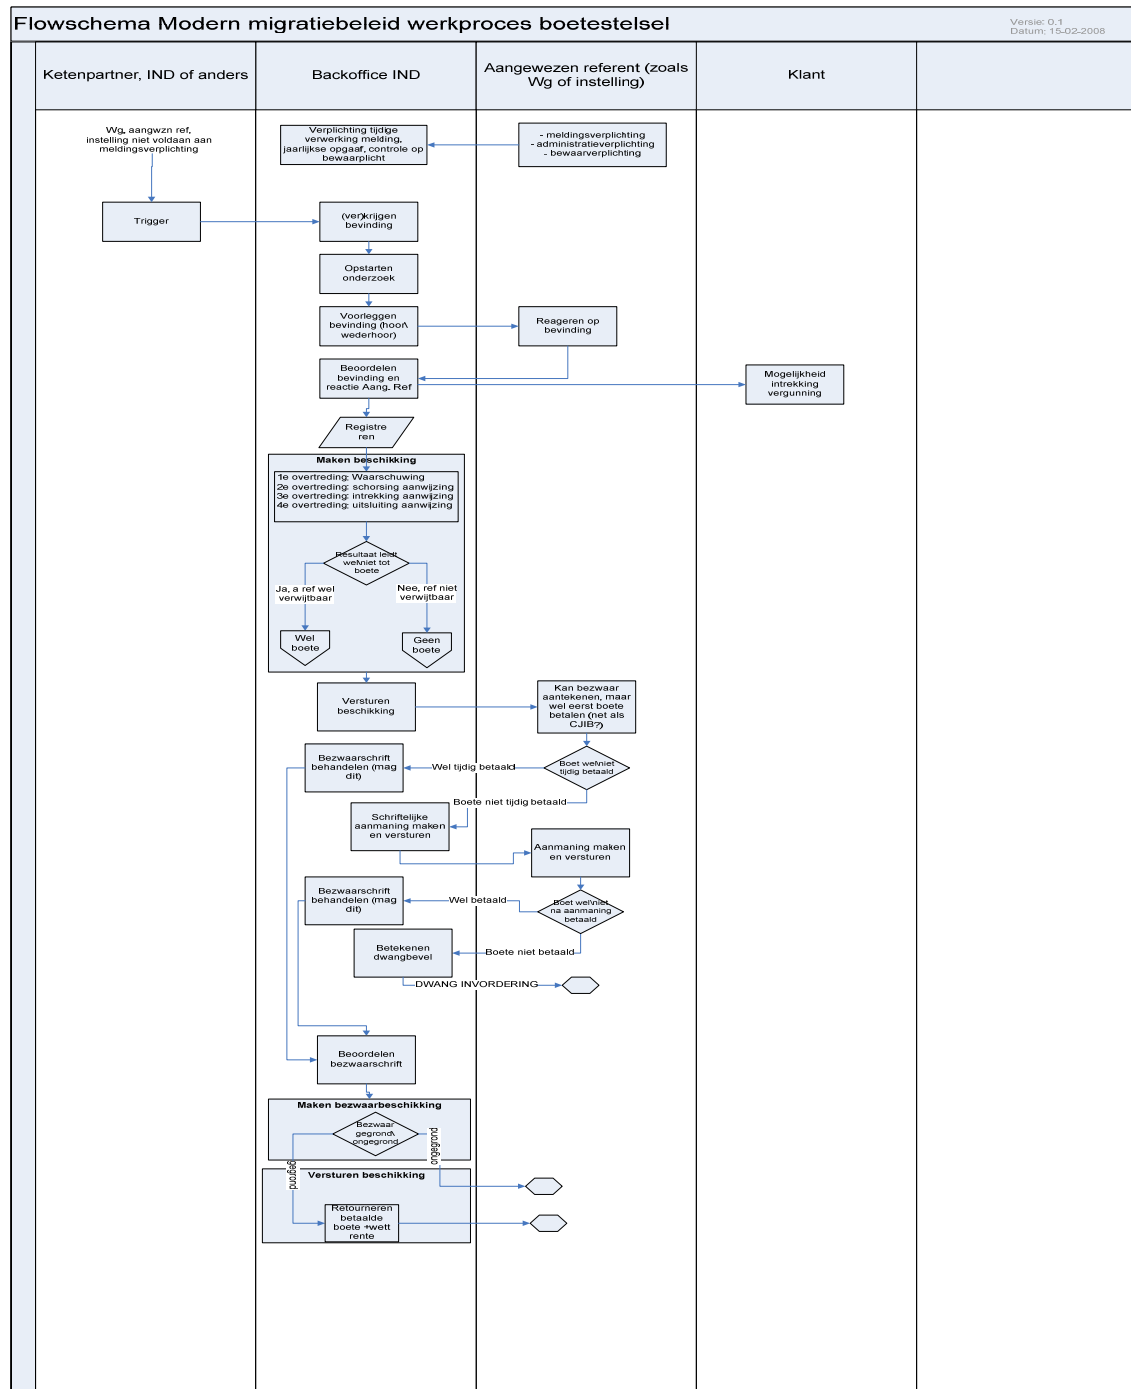 Flowschema Modern migratiebeleid werkproces boetestelsel
Versie: 0.1
Datum: 15-02-2008
Ketenpartner, IND of anders
Backoffice IND
Aangewezen referent (zoals
Wg of instelling)
Klant
Wg, aangwzn ref,
instelling niet voldaan aan
meldingsverplichting
Verplichting tijdige
verwerking melding,
jaarlijkse opgaaf, controle op
bewaarplicht
- meldingsverplichting
- administratieverplichting
- bewaarverplichting
Trigger
(ver)krijgen
bevinding
Opstarten
onderzoek
Voorleggen
bevinding (hoor\
wederhoor)
Reageren op
bevinding
Beoordelen
bevinding en
reactie Aang. Ref
Mogelijkheid
intrekking
vergunning
Registre
ren
Maken beschikking
1e overtreding: Waarschuwing
2e overtreding: schorsing aanwijzing
3e overtreding: intrekking aanwijzing
4e overtreding: uitsluiting aanwijzing
Resultaat leidt
wel\niet tot
boete
Ja, a ref wel
verwijtbaar
Nee, ref niet
verwijtbaar
Wel
boete
Geen
boete
Versturen
beschikking
Kan bezwaar
aantekenen, maar
wel eerst boete
betalen (net als
CJIB?)
Bezwaarschrift
behandelen (mag
dit)
Wel tijdig betaald
Boet wel\niet
tijdig betaald
Boete niet tijdig betaald
Schriftelijke
aanmaning maken
en versturen
Aanmaning maken
en versturen
Bezwaarschrift
behandelen (mag
dit)
Wel betaald
Boet wel\niet
na aanmaning
betaald
Betekenen
dwangbevel
Boete niet betaald
DWANG INVORDERING
Beoordelen
bezwaarschrift
Maken bezwaarbeschikking
Bezwaar
gegrond\
ongegrond
ongegrond
gegrond
Versturen beschikking
Retourneren
betaalde
boete +wett
rente